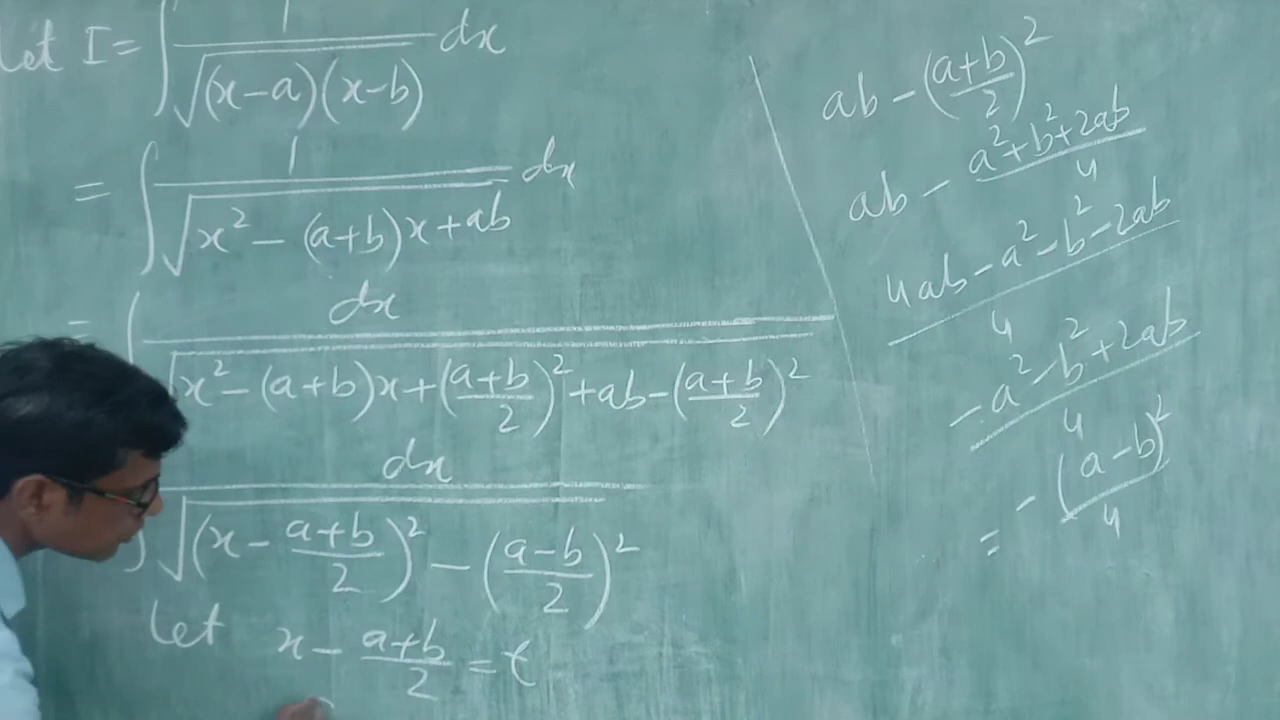 Let I = ∫ 1/√((x-a)(x-b)) dx
= ∫ 1/√(x² - (a+b)x + ab) dx
= ∫ dx/√(x² - (a+b)x + ((a+b)/2)² + ab - ((a+b)/2)²)
∫ dx/√((x - (a+b)/2)² - ((a-b)/2)²)
Let x - (a+b)/2 = t
ab - ((a+b)/2)²
ab - (a²+b²+2ab)/4
(4ab - a² - b² - 2ab)/4
(-a² - b² + 2ab)/4
= - (a-b)²/4